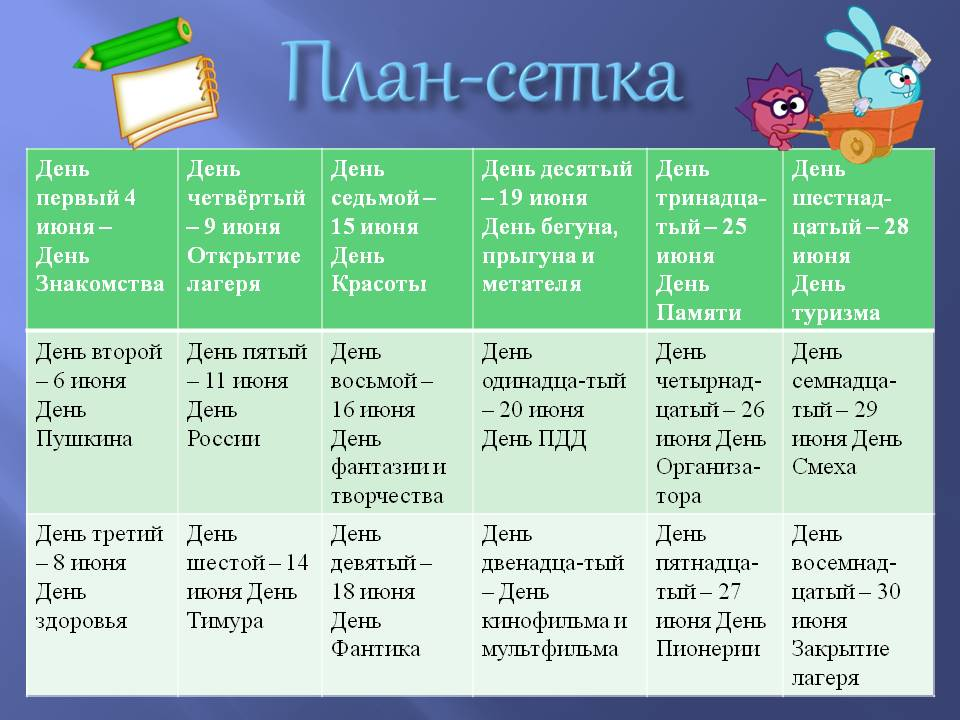 План-сетка
День
первый 4
июня –
День
Знакомства
День
четвёртый
– 9 июня
Открытие
лагеря
День
седьмой –
15 июня
День
Красоты
День десятый
– 19 июня
День бегуна,
прыгуна и
метателя
День
тринадца-
тый – 25
июня
День
Памяти
День
шестнад-
цатый – 28
июня
День
туризма
День второй
– 6 июня
День
Пушкина
День пятый
– 11 июня
День
России
День
восьмой –
16 июня
День
фантазии и
творчества
День
одинадца-тый
– 20 июня
День ПДД
День
четырнад-
цатый – 26
июня День
Организа-
тора
День
семнадца-
тый – 29
июня День
Смеха
День третий
– 8 июня
День
здоровья
День
шестой – 14
июня День
Тимура
День
девятый –
18 июня
День
Фантика
День
двенадца-тый
– День
кинофильма и
мультфильма
День
пятнадца-
тый – 27
июня День
Пионерии
День
восемнад-
цатый – 30
июня
Закрытие
лагеря